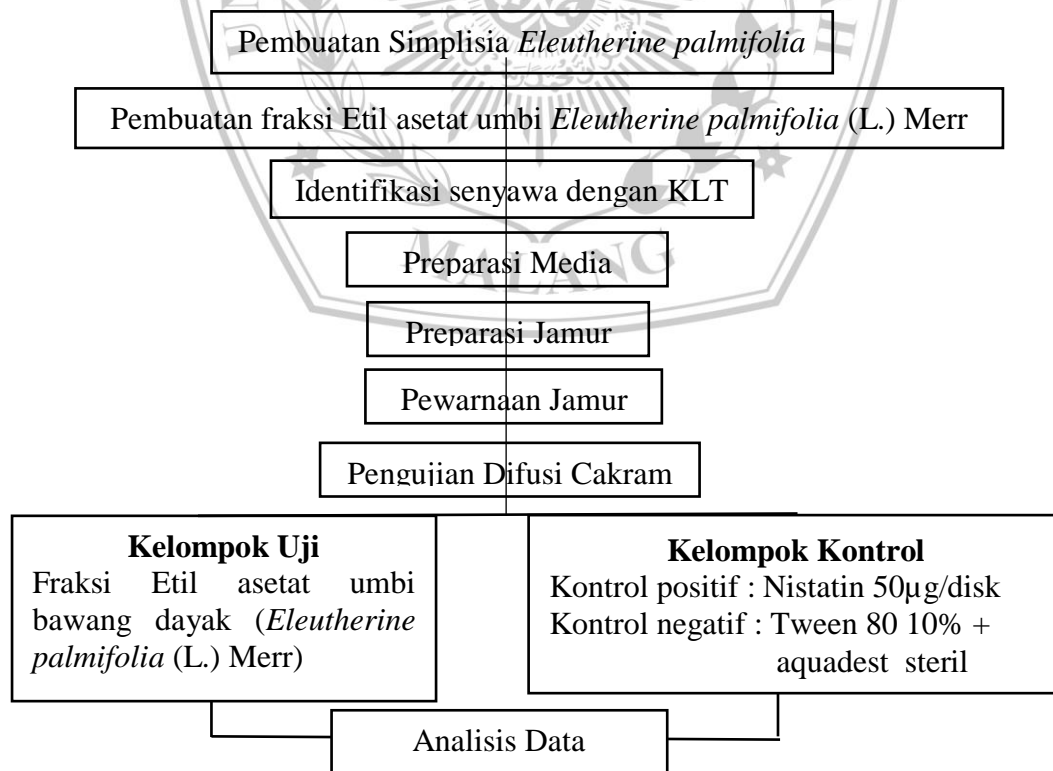 Pembuatan Simplisia Eleutherine palmifolia
Pembuatan fraksi Etil asetat umbi Eleutherine palmifolia (L.) Merr
Identifikasi senyawa dengan KLT
Preparasi Media
MALANG
Preparasi Jamur
Pewarnaan Jamur
Pengujian Difusi Cakram
Kelompok Uji
Fraksi Etil asetat umbi
bawang dayak (Eleutherine
palmifolia (L.) Merr)
Kelompok Kontrol
Kontrol positif : Nistatin 50µg/disk
Kontrol negatif : Tween 80 10% +
aquadest steril
Analisis Data